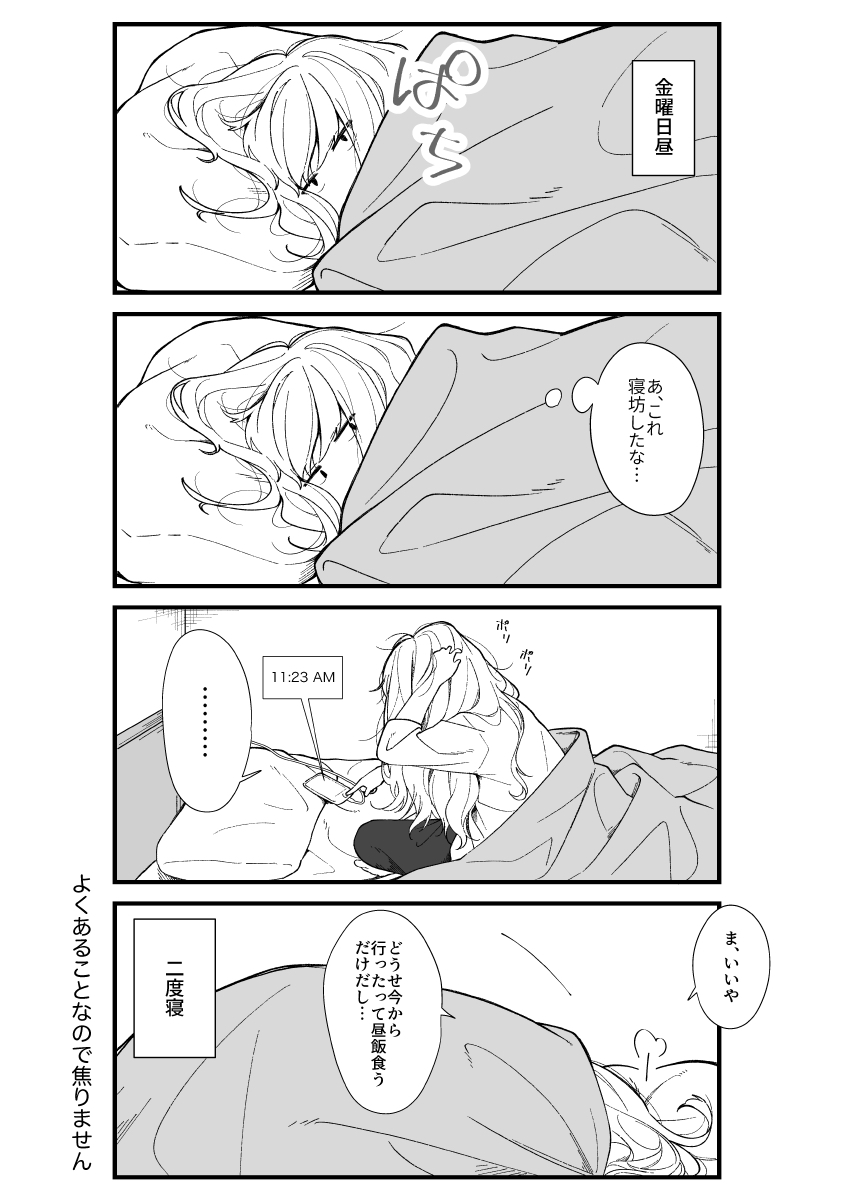 金曜日昼
ぱち
あ、これ
寝坊したな…
ポリ
ポリ
11:23 AM
………
ま、いいや
どうせ今から
行ったって昼飯食う
だけだし…
二度寝
よくあることなので焦りません